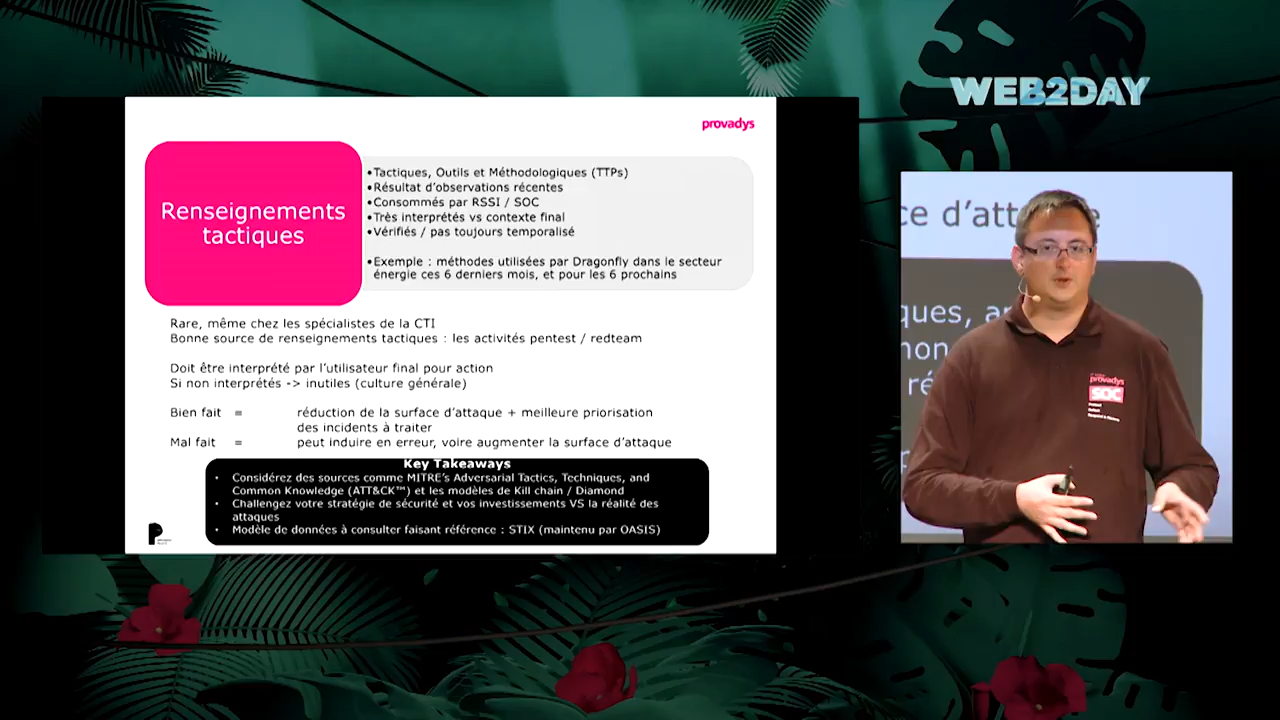 WEB2DAY
provadys
Renseignements
tactiques
•Tactiques, Outils et Méthodologiques (TTPs)
•Résultat d'observations récentes
•Consommés par RSSI / SOC
•Très interprétés vs contexte final
•Vérifiés / pas toujours temporalisé
•Exemple : méthodes utilisées par Dragonfly dans le secteur
énergie ces 6 derniers mois, et pour les 6 prochains
Rare, même chez les spécialistes de la CTI
Bonne source de renseignements tactiques : les activités pentest / redteam
Doit être interprété par l'utilisateur final pour action
Si non interprétés -> inutiles (culture générale)
Bien fait = réduction de la surface d'attaque + meilleure priorisation
des incidents à traiter
Mal fait = peut induire en erreur, voire augmenter la surface d'attaque
Key Takeaways
• Considérez des sources comme MITRE's Adversarial Tactics, Techniques, and
Common Knowledge (ATT&CK™) et les modèles de Kill chain / Diamond
• Challengez votre stratégie de sécurité et vos investissements VS la réalité des
attaques
• Modèle de données à consulter faisant référence : STIX (maintenu par OASIS)
ce d'att e
ques, a
non
ré
provadys
SOC